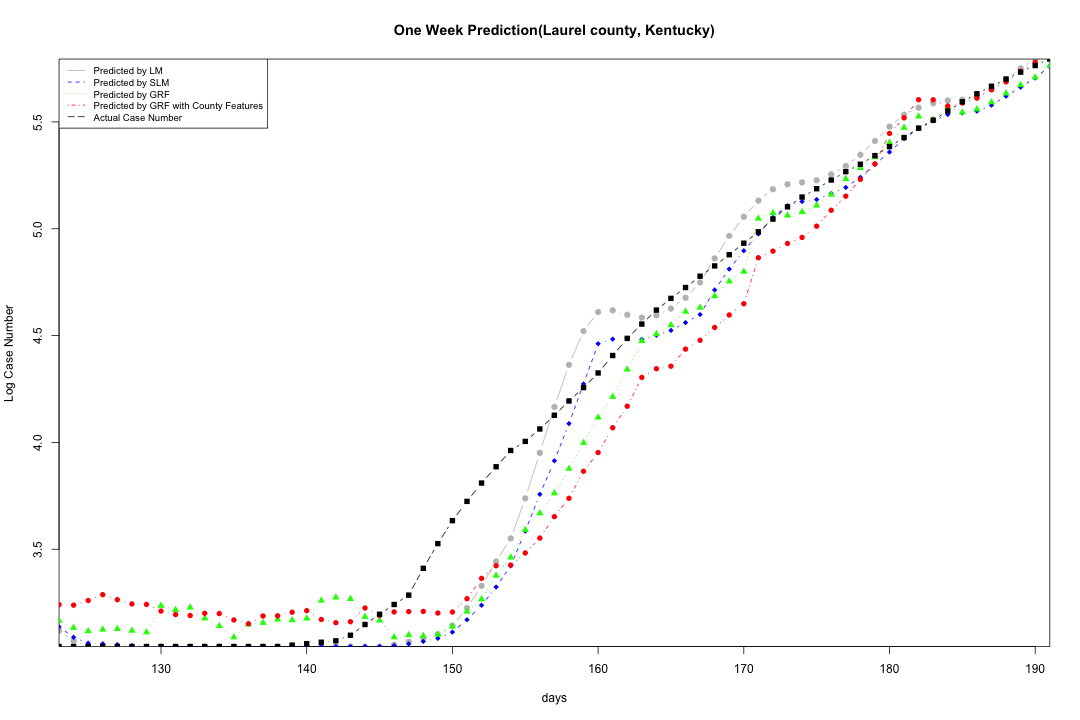 One Week Prediction(Laurel county, Kentucky)
Predicted by LM
Predicted by SLM
Predicted by GRF
Predicted by GRF with County Features
Actual Case Number
Log Case Number
5.5
5.0
4.5
4.0
3.5
130 140 150 160 170 180 190
days